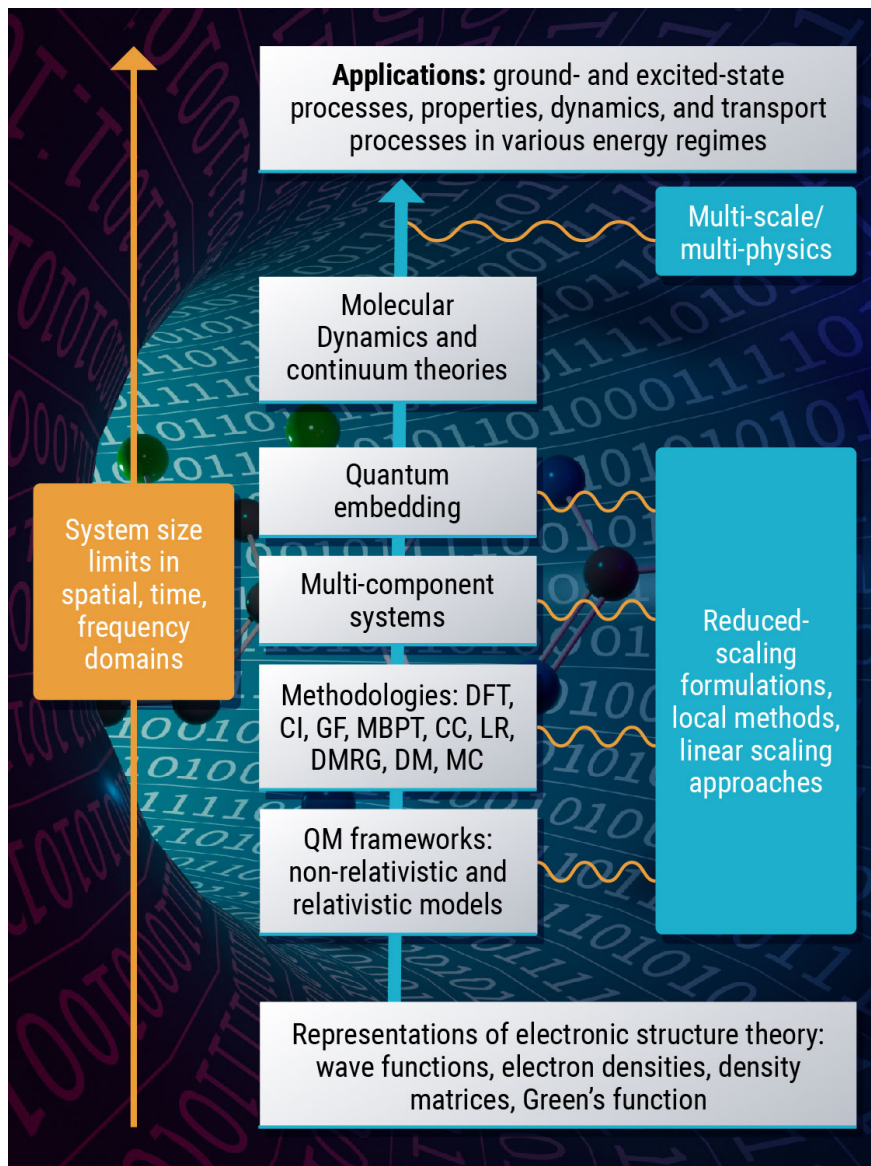 Applications: ground- and excited-state
processes, properties, dynamics, and transport
processes in various energy regimes
Multi-scale/
multi-physics
Molecular
Dynamics and
continuum theories
Quantum
embedding
System size
limits in
spatial, time,
frequency
domains
Multi-component
systems
Reduced-
scaling
formulations,
local methods,
linear scaling
approaches
Methodologies: DFT,
CI, GF, MBPT, CC, LR,
DMRG, DM, MC
QM frameworks:
non-relativistic and
relativistic models
Representations of electronic structure theory:
wave functions, electron densities, density
matrices, Green’s function